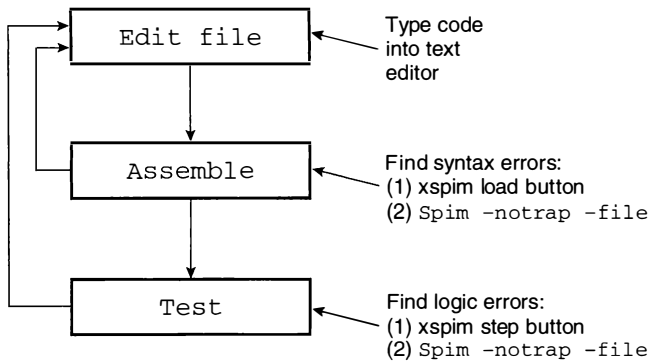 Edit file
Type code
into text
editor
Assemble
Find syntax errors:
(1) xspim load button
(2) Spim -notrap -file
Test
Find logic errors:
(1) xspim step button
(2) Spim -notrap -file